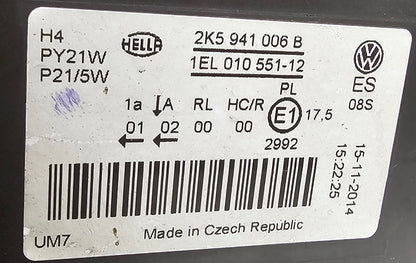 H4 HELLA 2K5 941 006 B
PY21W 1EL 010 551-12
P21/5W PL ES
1a A RL HC/R E1 17,5 08S
01 02 00 00
2992
15-11-2014
15:22:25
UM7 Made in Czech Republic